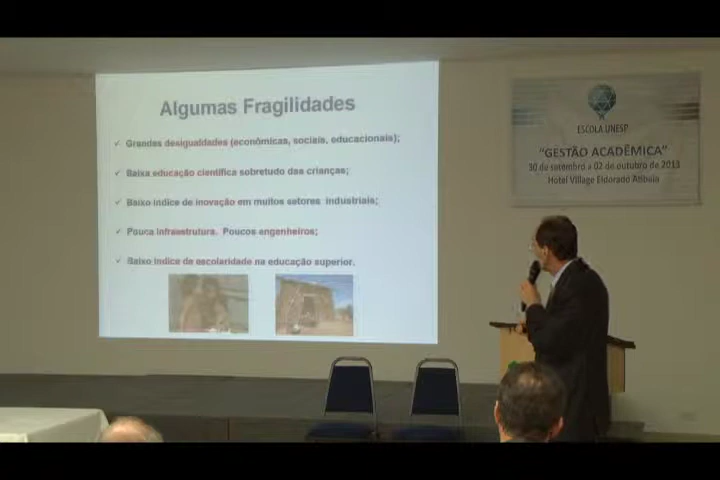 Algumas Fragilidades
✓ Grandes desigualdades (econômicas, sociais, educacionais);
✓ Baixa educação científica sobretudo das crianças;
✓ Baixo índice de inovação em muitos setores industriais;
✓ Pouca infraestrutura. Poucos engenheiros;
✓ Baixo índice de escolaridade na educação superior.
ESCOLA UNESP
"GESTÃO ACADÊMICA"
30 de setembro a 02 de outubro de 2013
Hotel Village Eldorado Atibaia